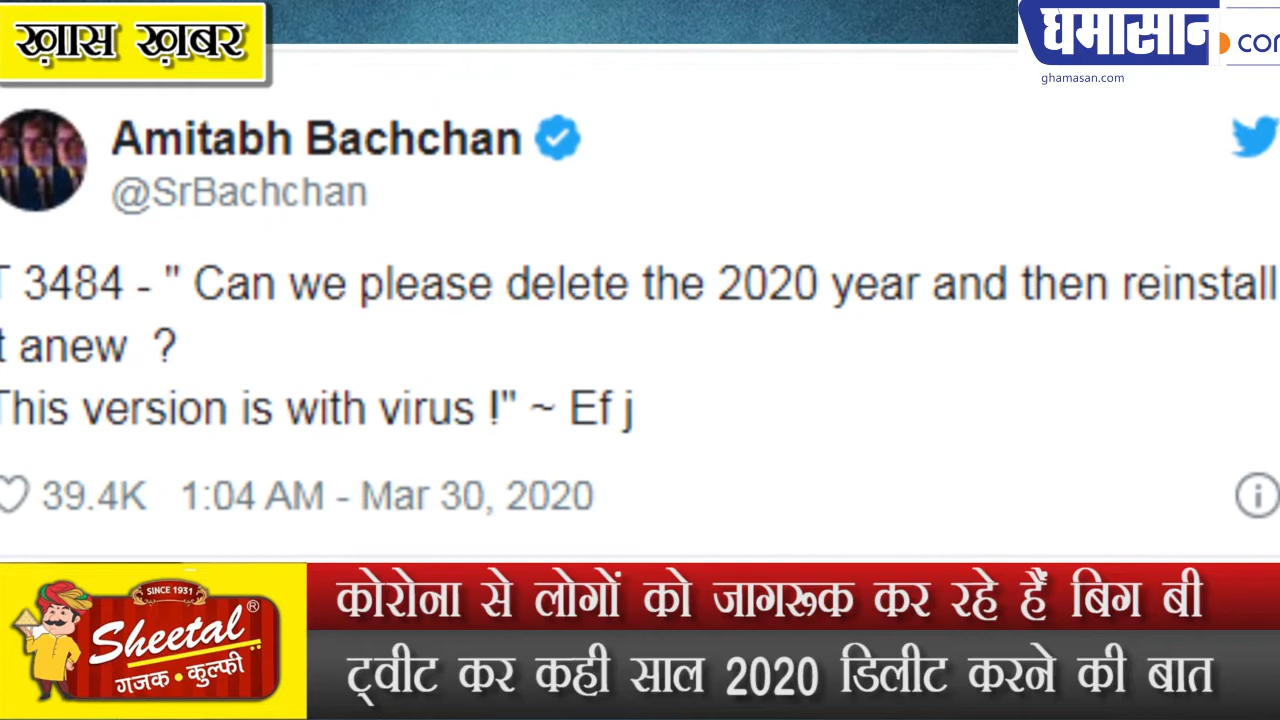 ख़ास ख़बर
घमासान
.com
ghamasan.com
Amitabh Bachchan
@SrBachchan
T 3484 - " Can we please delete the 2020 year and then reinstall
t anew ?
This version is with virus !" ~ Ef j
39.4K 1:04 AM - Mar 30, 2020
SINCE 1931
Sheetal ®
गजक • कुल्फी
कोरोना से लोगों को जागरूक कर रहे हैं बिग बी
ट्वीट कर कही साल 2020 डिलीट करने की बात